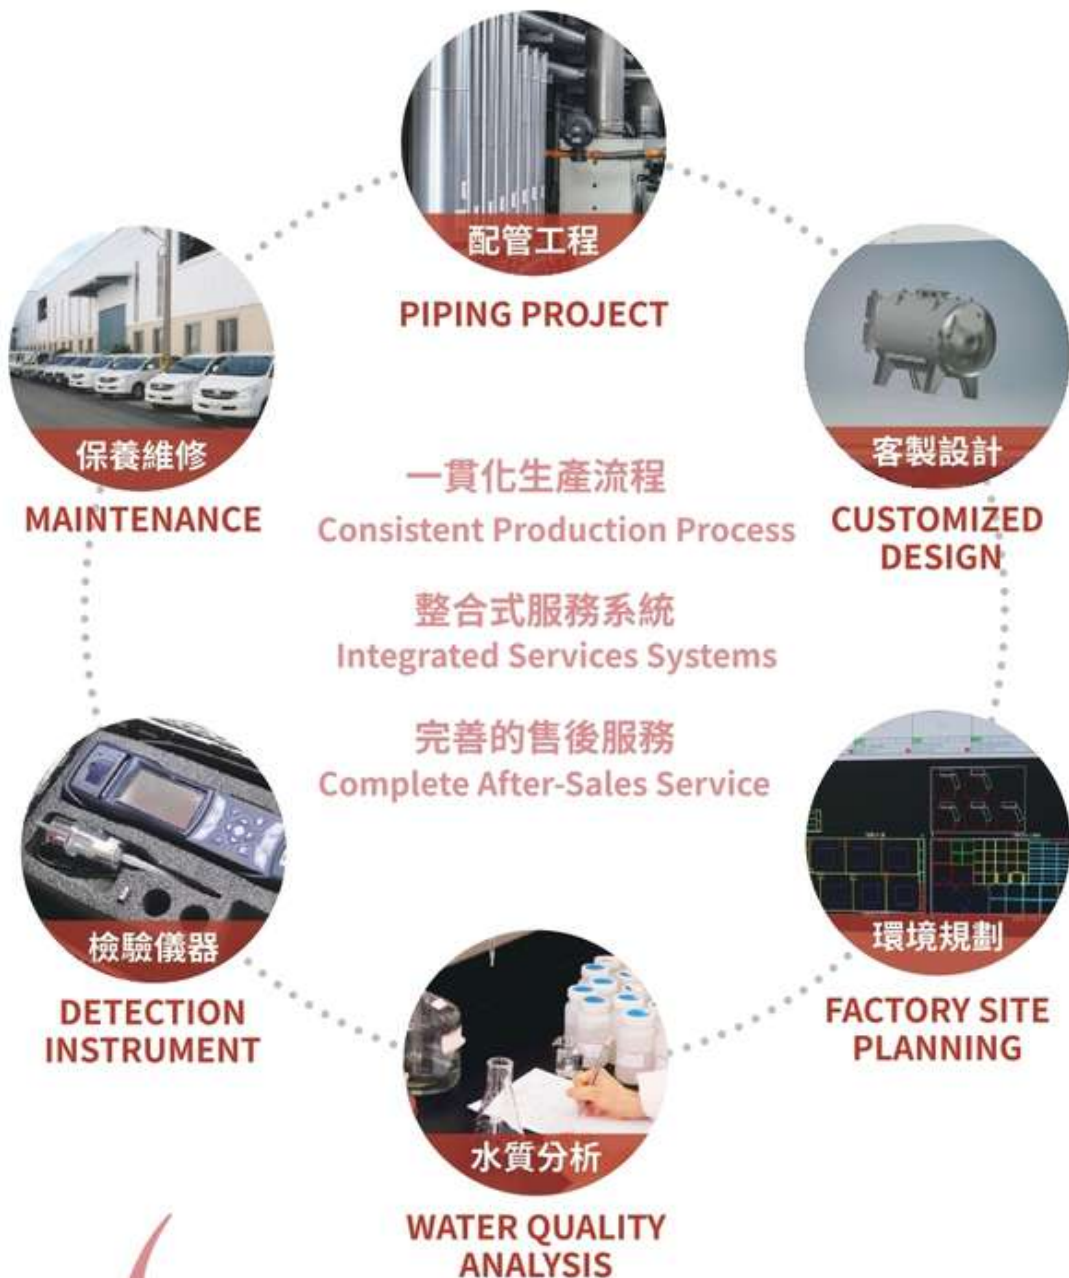 配管工程
PIPING PROJECT
保養維修
MAINTENANCE
客製設計
CUSTOMIZED
DESIGN
一貫化生產流程
Consistent Production Process
整合式服務系統
Integrated Services Systems
完善的售後服務
Complete After-Sales Service
檢驗儀器
DETECTION
INSTRUMENT
環境規劃
FACTORY SITE
PLANNING
水質分析
WATER QUALITY
ANALYSIS